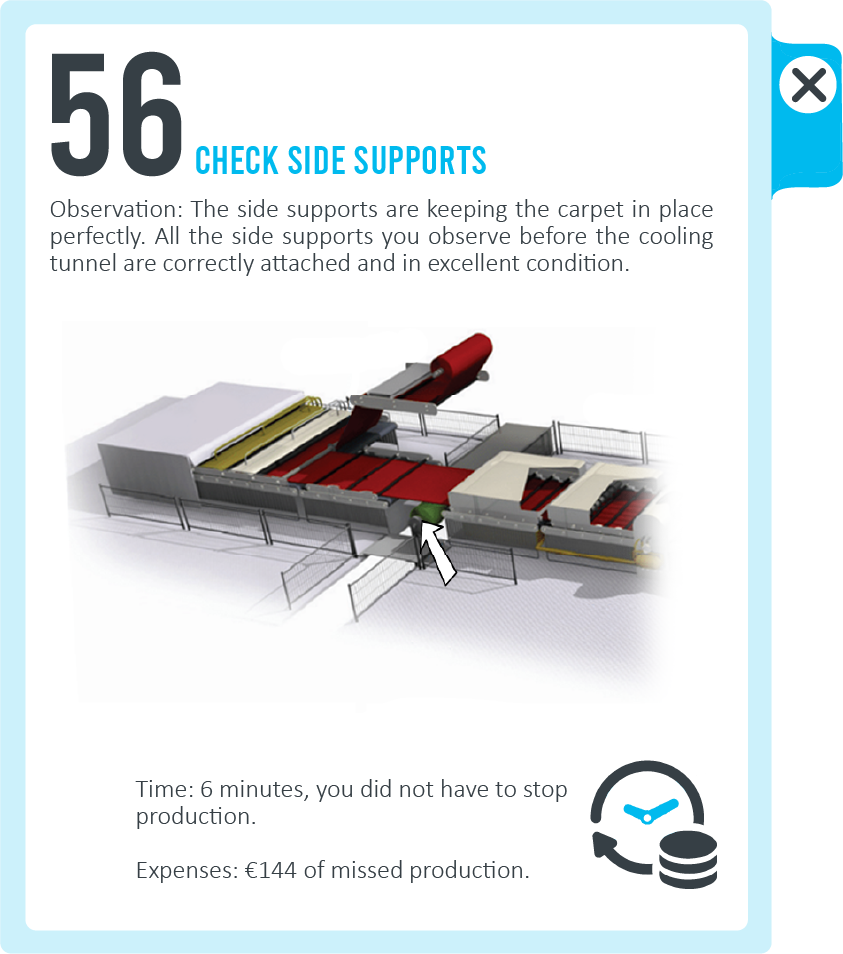 56
CHECK SIDE SUPPORTS
Observation: The side supports are keeping the carpet in place
perfectly. All the side supports you observe before the cooling
tunnel are correctly attached and in excellent condition.
Time: 6 minutes, you did not have to stop
production.
Expenses: €144 of missed production.